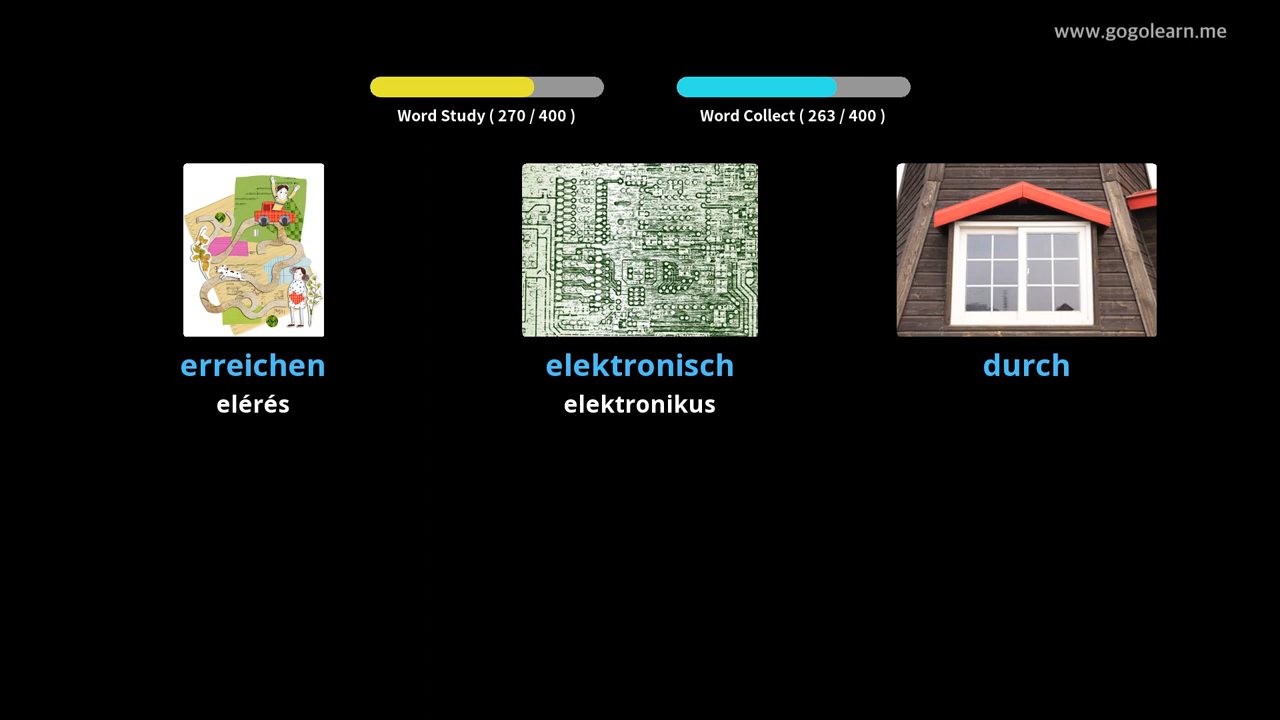 www.gogolearn.me
Word Study ( 270 / 400 )
Word Collect ( 263 / 400 )
erreichen
elérés
elektronisch
elektronikus
durch